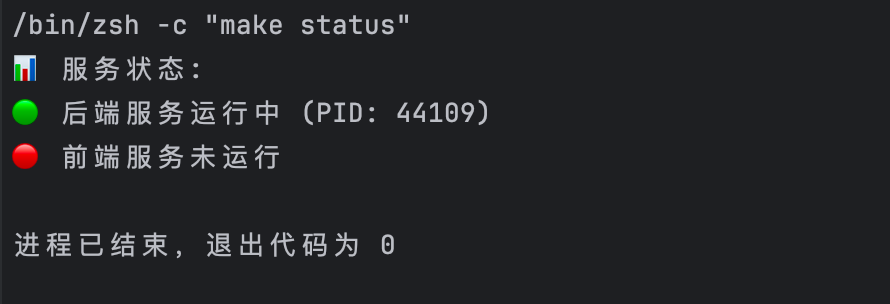 /bin/zsh -c "make status"
📊 服务状态:
🟢 后端服务运行中 (PID: 44109)
🔴 前端服务未运行
进程已结束，退出代码为 0